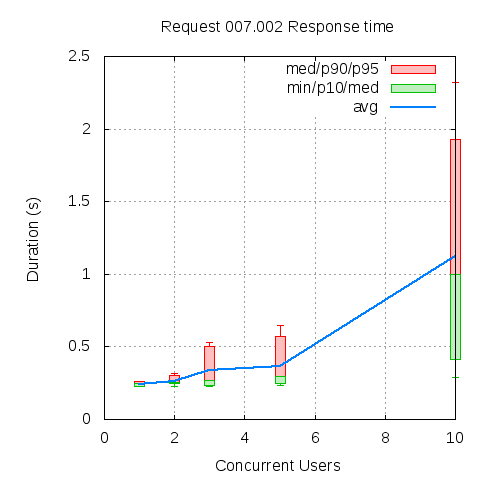 Request 007.002 Response time
med/p90/p95
min/p10/med
avg
Duration (s)
2.5
2
1.5
1
0.5
0
0 2 4 6 8 10
Concurrent Users